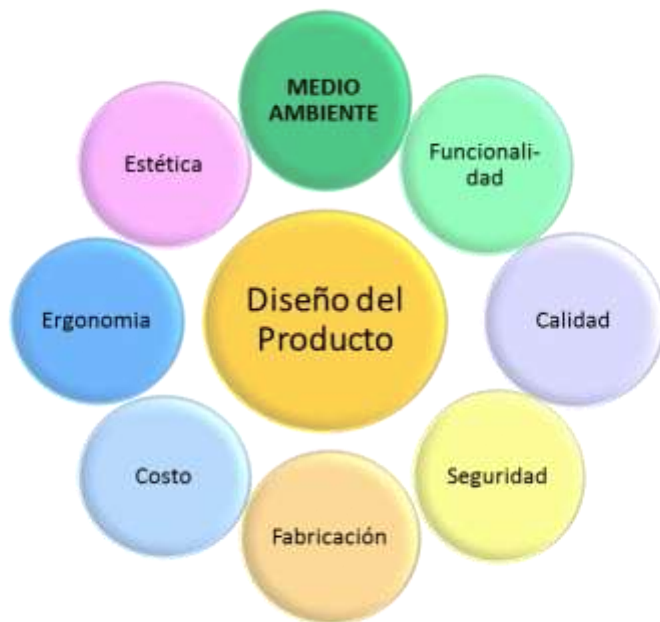 MEDIO
AMBIENTE
Funcionali-
dad
Calidad
Seguridad
Fabricación
Costo
Ergonomia
Estética
Diseño del
Producto